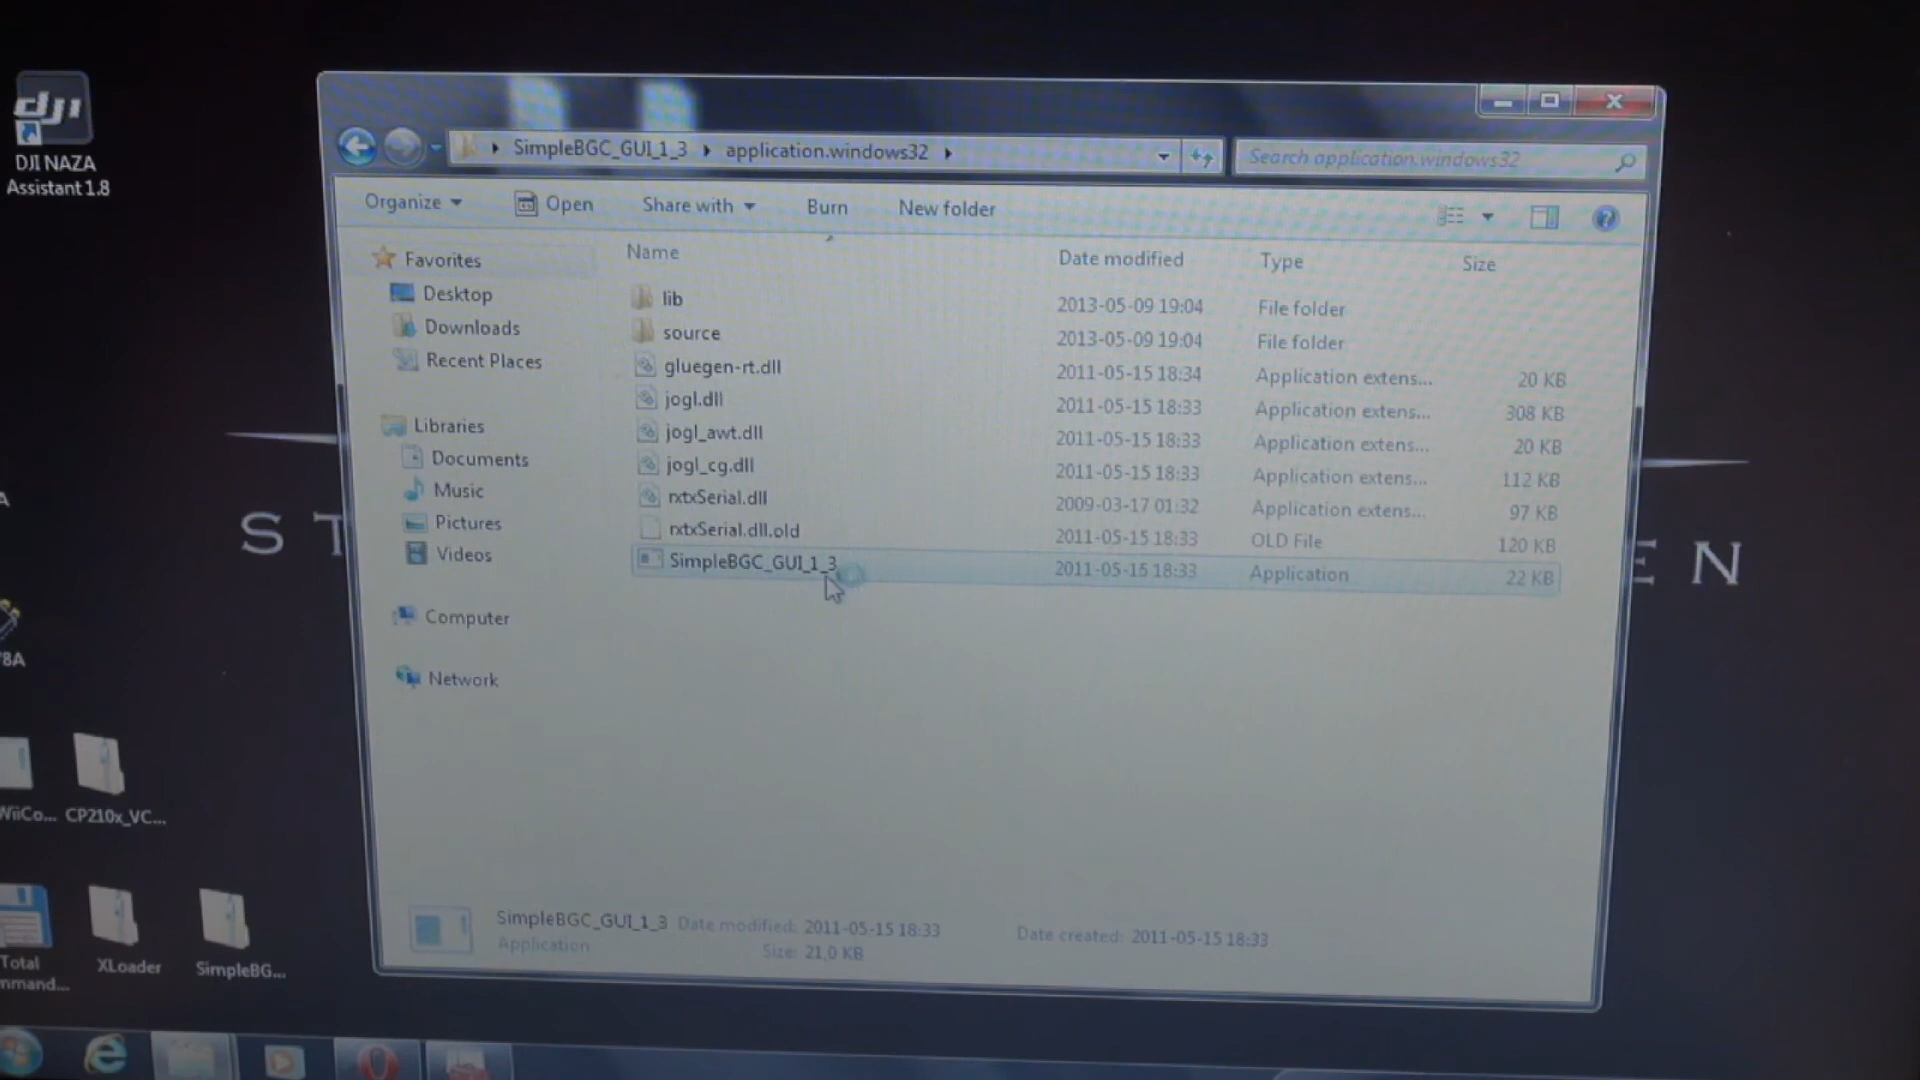 dji
DJI NAZA
Assistant 1.8
SimpleBGC_GUI_1_3 application.windows32
Search application.windows32
Organize Open Share with Burn New folder
Name Date modified Type Size
Favorites
Desktop
Downloads
Recent Places
Libraries
Documents
Music
Pictures
Videos
Computer
Network
lib 2013-05-09 19:04 File folder
source 2013-05-09 19:04 File folder
gluegen-rt.dll 2011-05-15 18:34 Application extens... 20 KB
jogl.dll 2011-05-15 18:33 Application extens... 308 KB
jogl_awt.dll 2011-05-15 18:33 Application extens... 20 KB
jogl_cg.dll 2011-05-15 18:33 Application extens... 112 KB
rxtxSerial.dll 2009-03-17 01:32 Application extens... 97 KB
rxtxSerial.dll.old 2011-05-15 18:33 OLD File 120 KB
SimpleBGC_GUI_1_3 2011-05-15 18:33 Application 22 KB
S T E N
8A
WiiCo... CP210x_VC...
Total
mmand...
XLoader
SimpleBG...
SimpleBGC_GUI_1_3 Date modified: 2011-05-15 18:33 Date created: 2011-05-15 18:33
Application Size: 21,0 KB